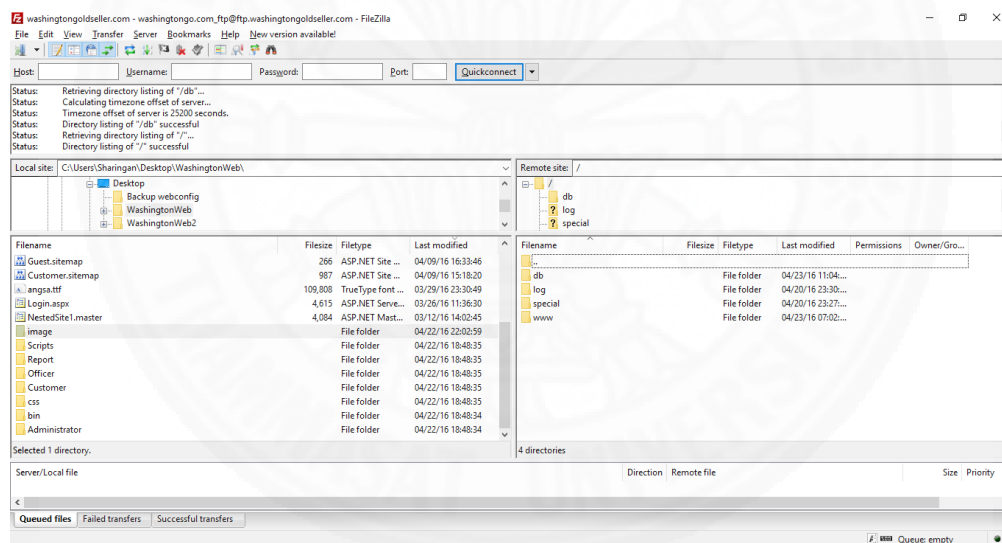 washingtongoldseller.com - washingtongo.com_ftp@ftp.washingtongoldseller.com - FileZilla
File Edit View Transfer Server Bookmarks Help New version available!
Host: Username: Password: Port: Quickconnect
Status: Retrieving directory listing of "/db"...
Status: Calculating timezone offset of server...
Status: Timezone offset of server is 25200 seconds.
Status: Directory listing of "/db" successful
Status: Retrieving directory listing of "/"...
Status: Directory listing of "/" successful
Local site: C:\Users\Sharingan\Desktop\WashingtonWeb\ Remote site: /
Desktop /
Backup webconfig db
WashingtonWeb ? log
WashingtonWeb2 ? special
Filename Filesize Filetype Last modified Filename Filesize Filetype Last modified Permissions Owner/Gro...
Guest.sitemap 266 ASP.NET Site ... 04/09/16 16:33:46 ..
Customer.sitemap 987 ASP.NET Site ... 04/09/16 15:18:20 db File folder 04/23/16 11:04:...
angsa.ttf 109,808 TrueType font ... 03/29/16 23:30:49 log File folder 04/20/16 23:30:...
Login.aspx 4,615 ASP.NET Serve... 03/26/16 11:36:30 special File folder 04/20/16 23:27:...
NestedSite1.master 4,084 ASP.NET Mast... 03/12/16 14:02:45 www File folder 04/23/16 07:02:...
image File folder 04/22/16 22:02:59
Scripts File folder 04/22/16 18:48:35
Report File folder 04/22/16 18:48:35
Officer File folder 04/22/16 18:48:35
Customer File folder 04/22/16 18:48:35
css File folder 04/22/16 18:48:35
bin File folder 04/22/16 18:48:34
Administrator File folder 04/22/16 18:48:34
Selected 1 directory. 4 directories
Server/Local file Direction Remote file Size Priority
Queued files Failed transfers Successful transfers
Queue: empty